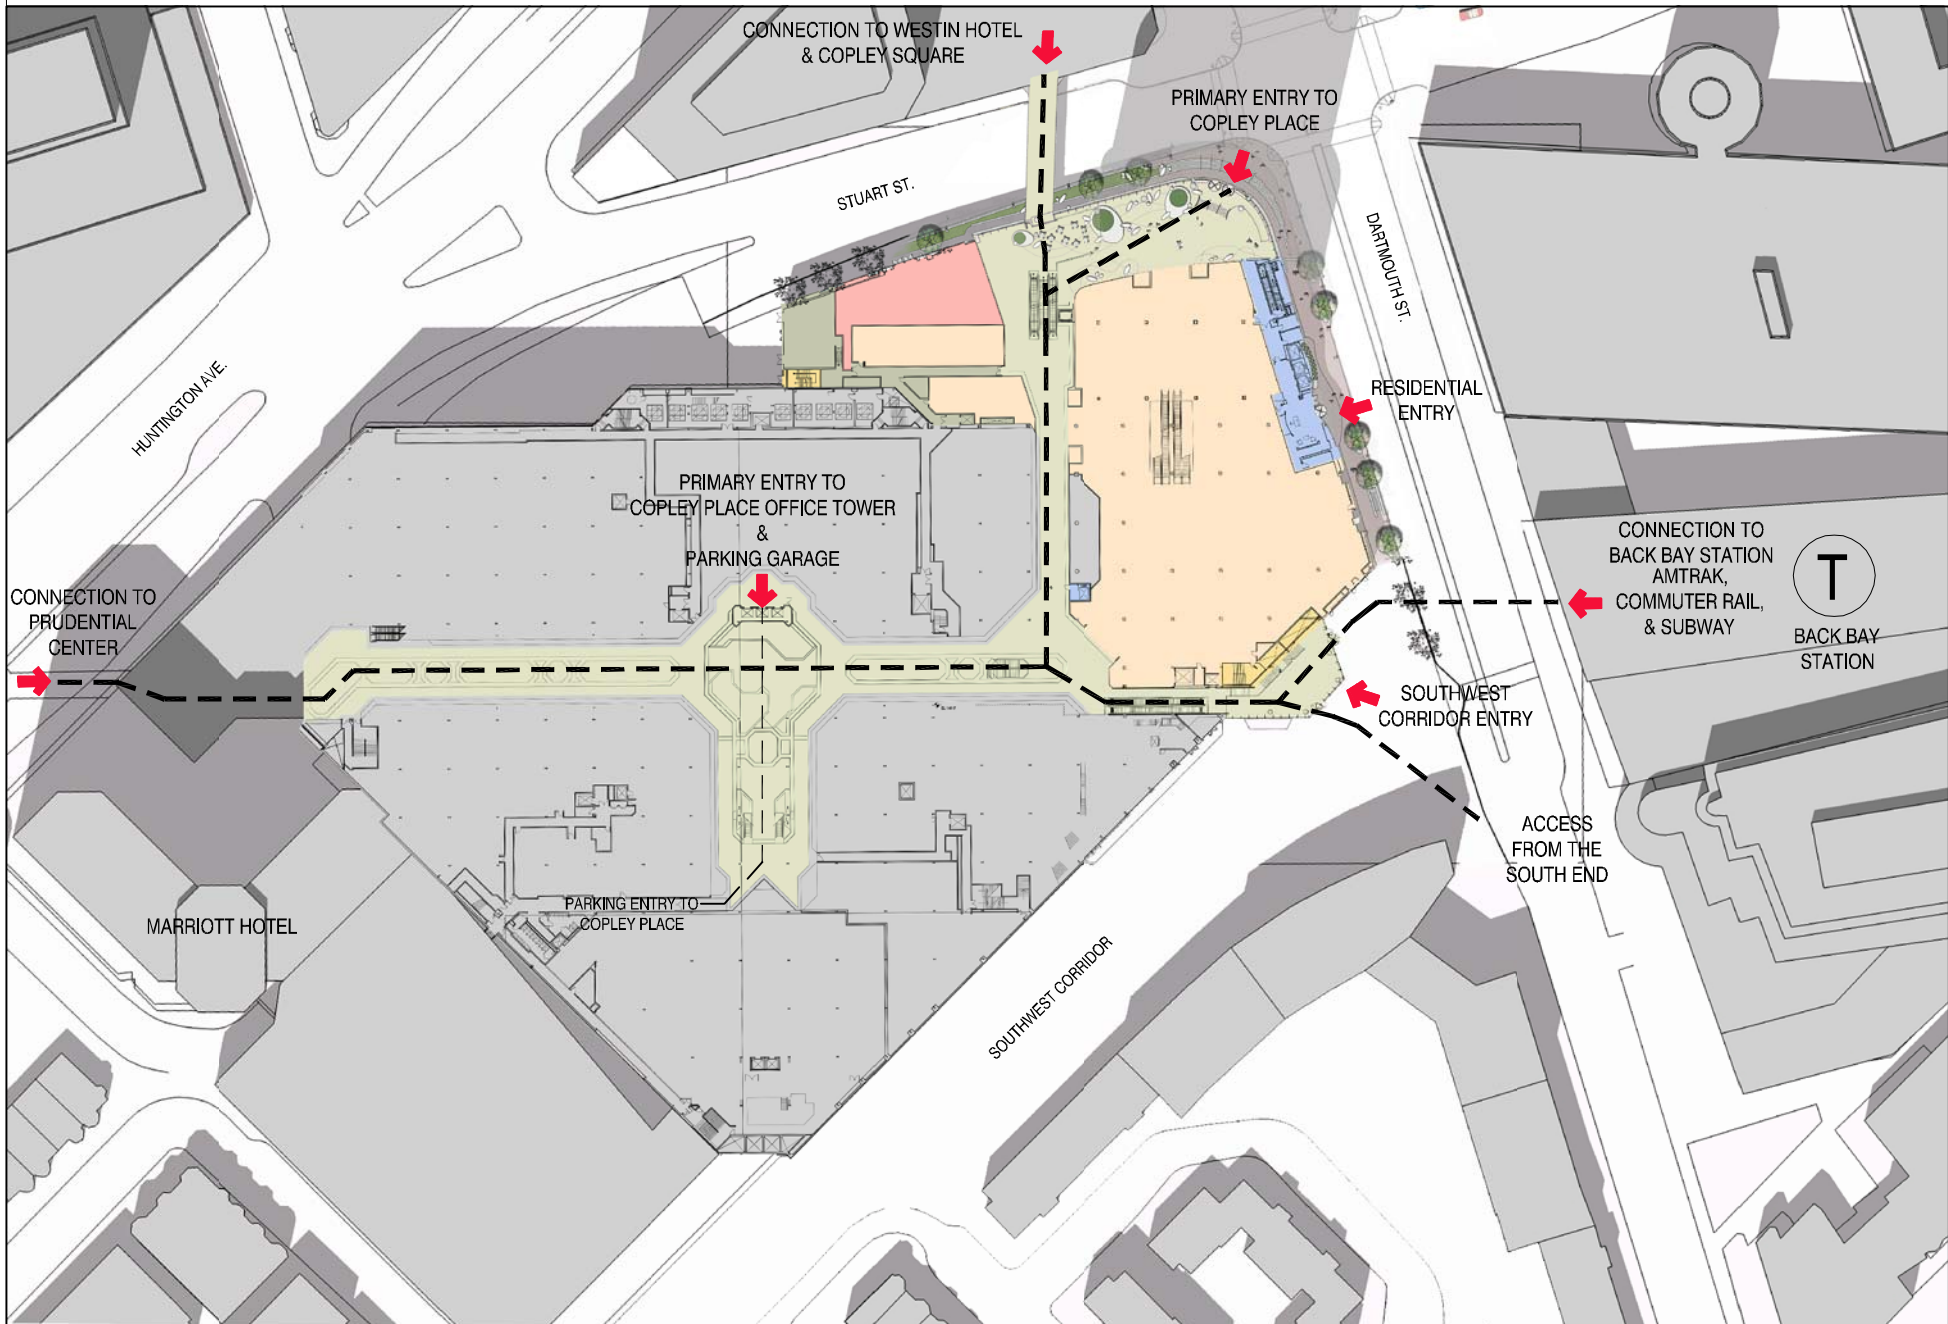 CONNECTION TO WESTIN HOTEL
& COPLEY SQUARE
PRIMARY ENTRY TO
COPLEY PLACE
STUART ST.
DARTMOUTH ST.
HUNTINGTON AVE.
RESIDENTIAL
ENTRY
PRIMARY ENTRY TO
COPLEY PLACE OFFICE TOWER
&
PARKING GARAGE
CONNECTION TO
BACK BAY STATION
AMTRAK,
COMMUTER RAIL,
& SUBWAY
T
BACK BAY
STATION
CONNECTION TO
PRUDENTIAL
CENTER
SOUTHWEST
CORRIDOR ENTRY
ACCESS
FROM THE
SOUTH END
PARKING ENTRY TO
COPLEY PLACE
MARRIOTT HOTEL
SOUTHWEST CORRIDOR